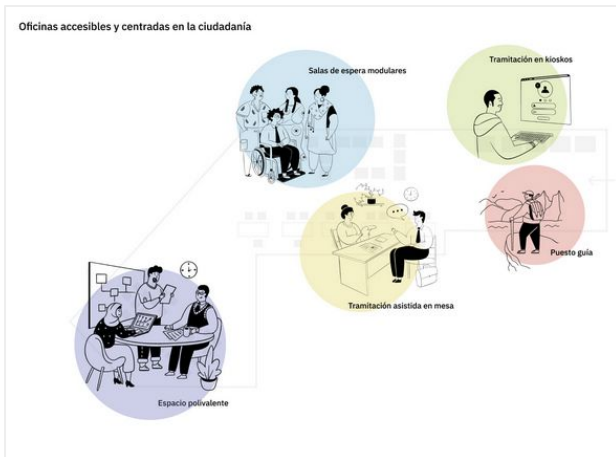 Oficinas accesibles y centradas en la ciudadanía
Tramitación en kioskos
Salas de espera modulares
Puesto guía
Tramitación asistida en mesa
Espacio polivalente